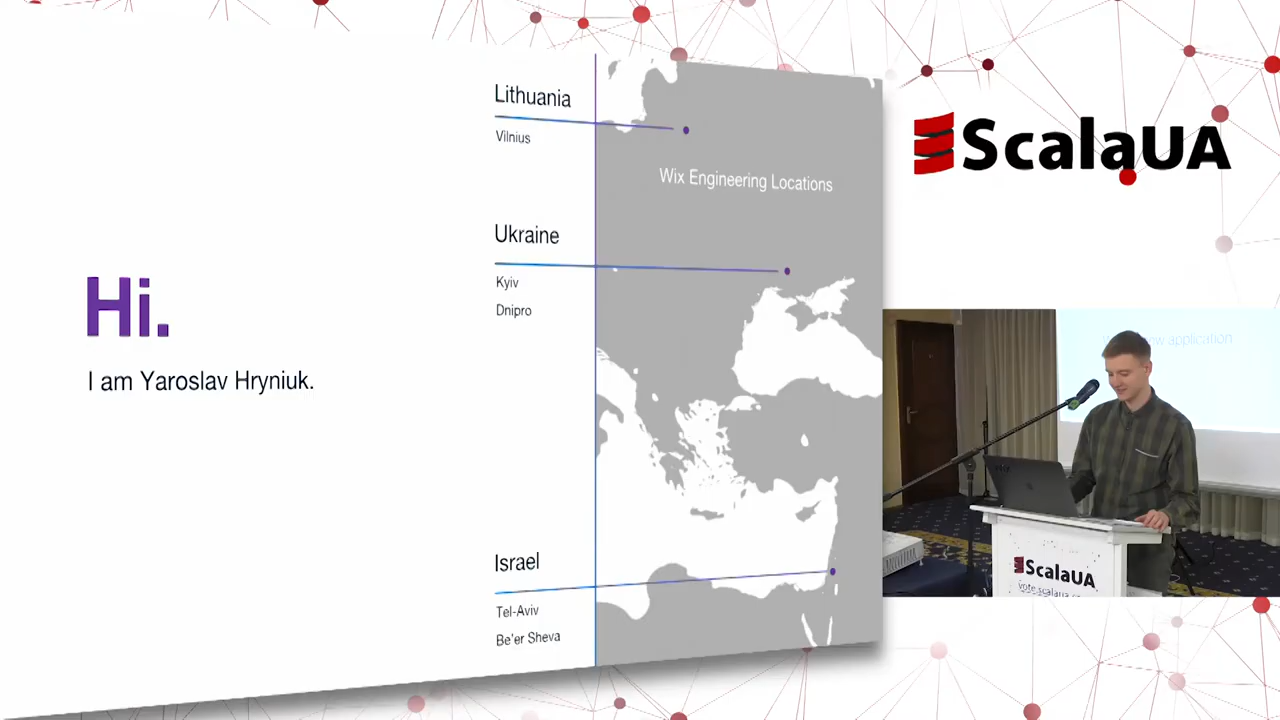 Lithuania
Vilnius
Wix Engineering Locations
Ukraine
Kyiv
Dnipro
Hi.
I am Yaroslav Hryniuk.
Israel
Tel-Aviv
Be'er Sheva
ScalaUA
application
ScalaUA